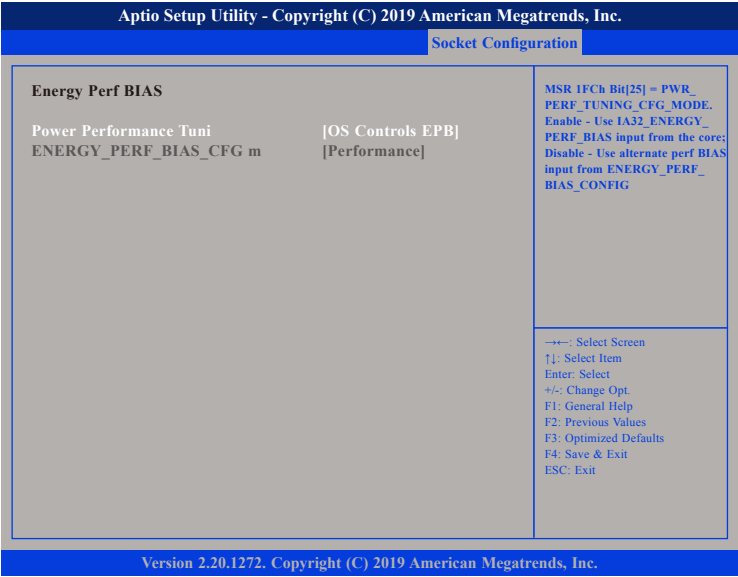 Aptio Setup Utility - Copyright (C) 2019 American Megatrends, Inc.
Socket Configuration
Energy Perf BIAS
Power Performance Tuni [OS Controls EPB]
ENERGY_PERF_BIAS_CFG m [Performance]
MSR 1FCh Bit[25] = PWR_
PERF_TUNING_CFG_MODE.
Enable - Use IA32_ENERGY_
PERF_BIAS input from the core;
Disable - Use alternate perf BIAS
input from ENERGY_PERF_
BIAS_CONFIG
→←: Select Screen
↑↓: Select Item
Enter: Select
+/-: Change Opt.
F1: General Help
F2: Previous Values
F3: Optimized Defaults
F4: Save & Exit
ESC: Exit
Version 2.20.1272. Copyright (C) 2019 American Megatrends, Inc.